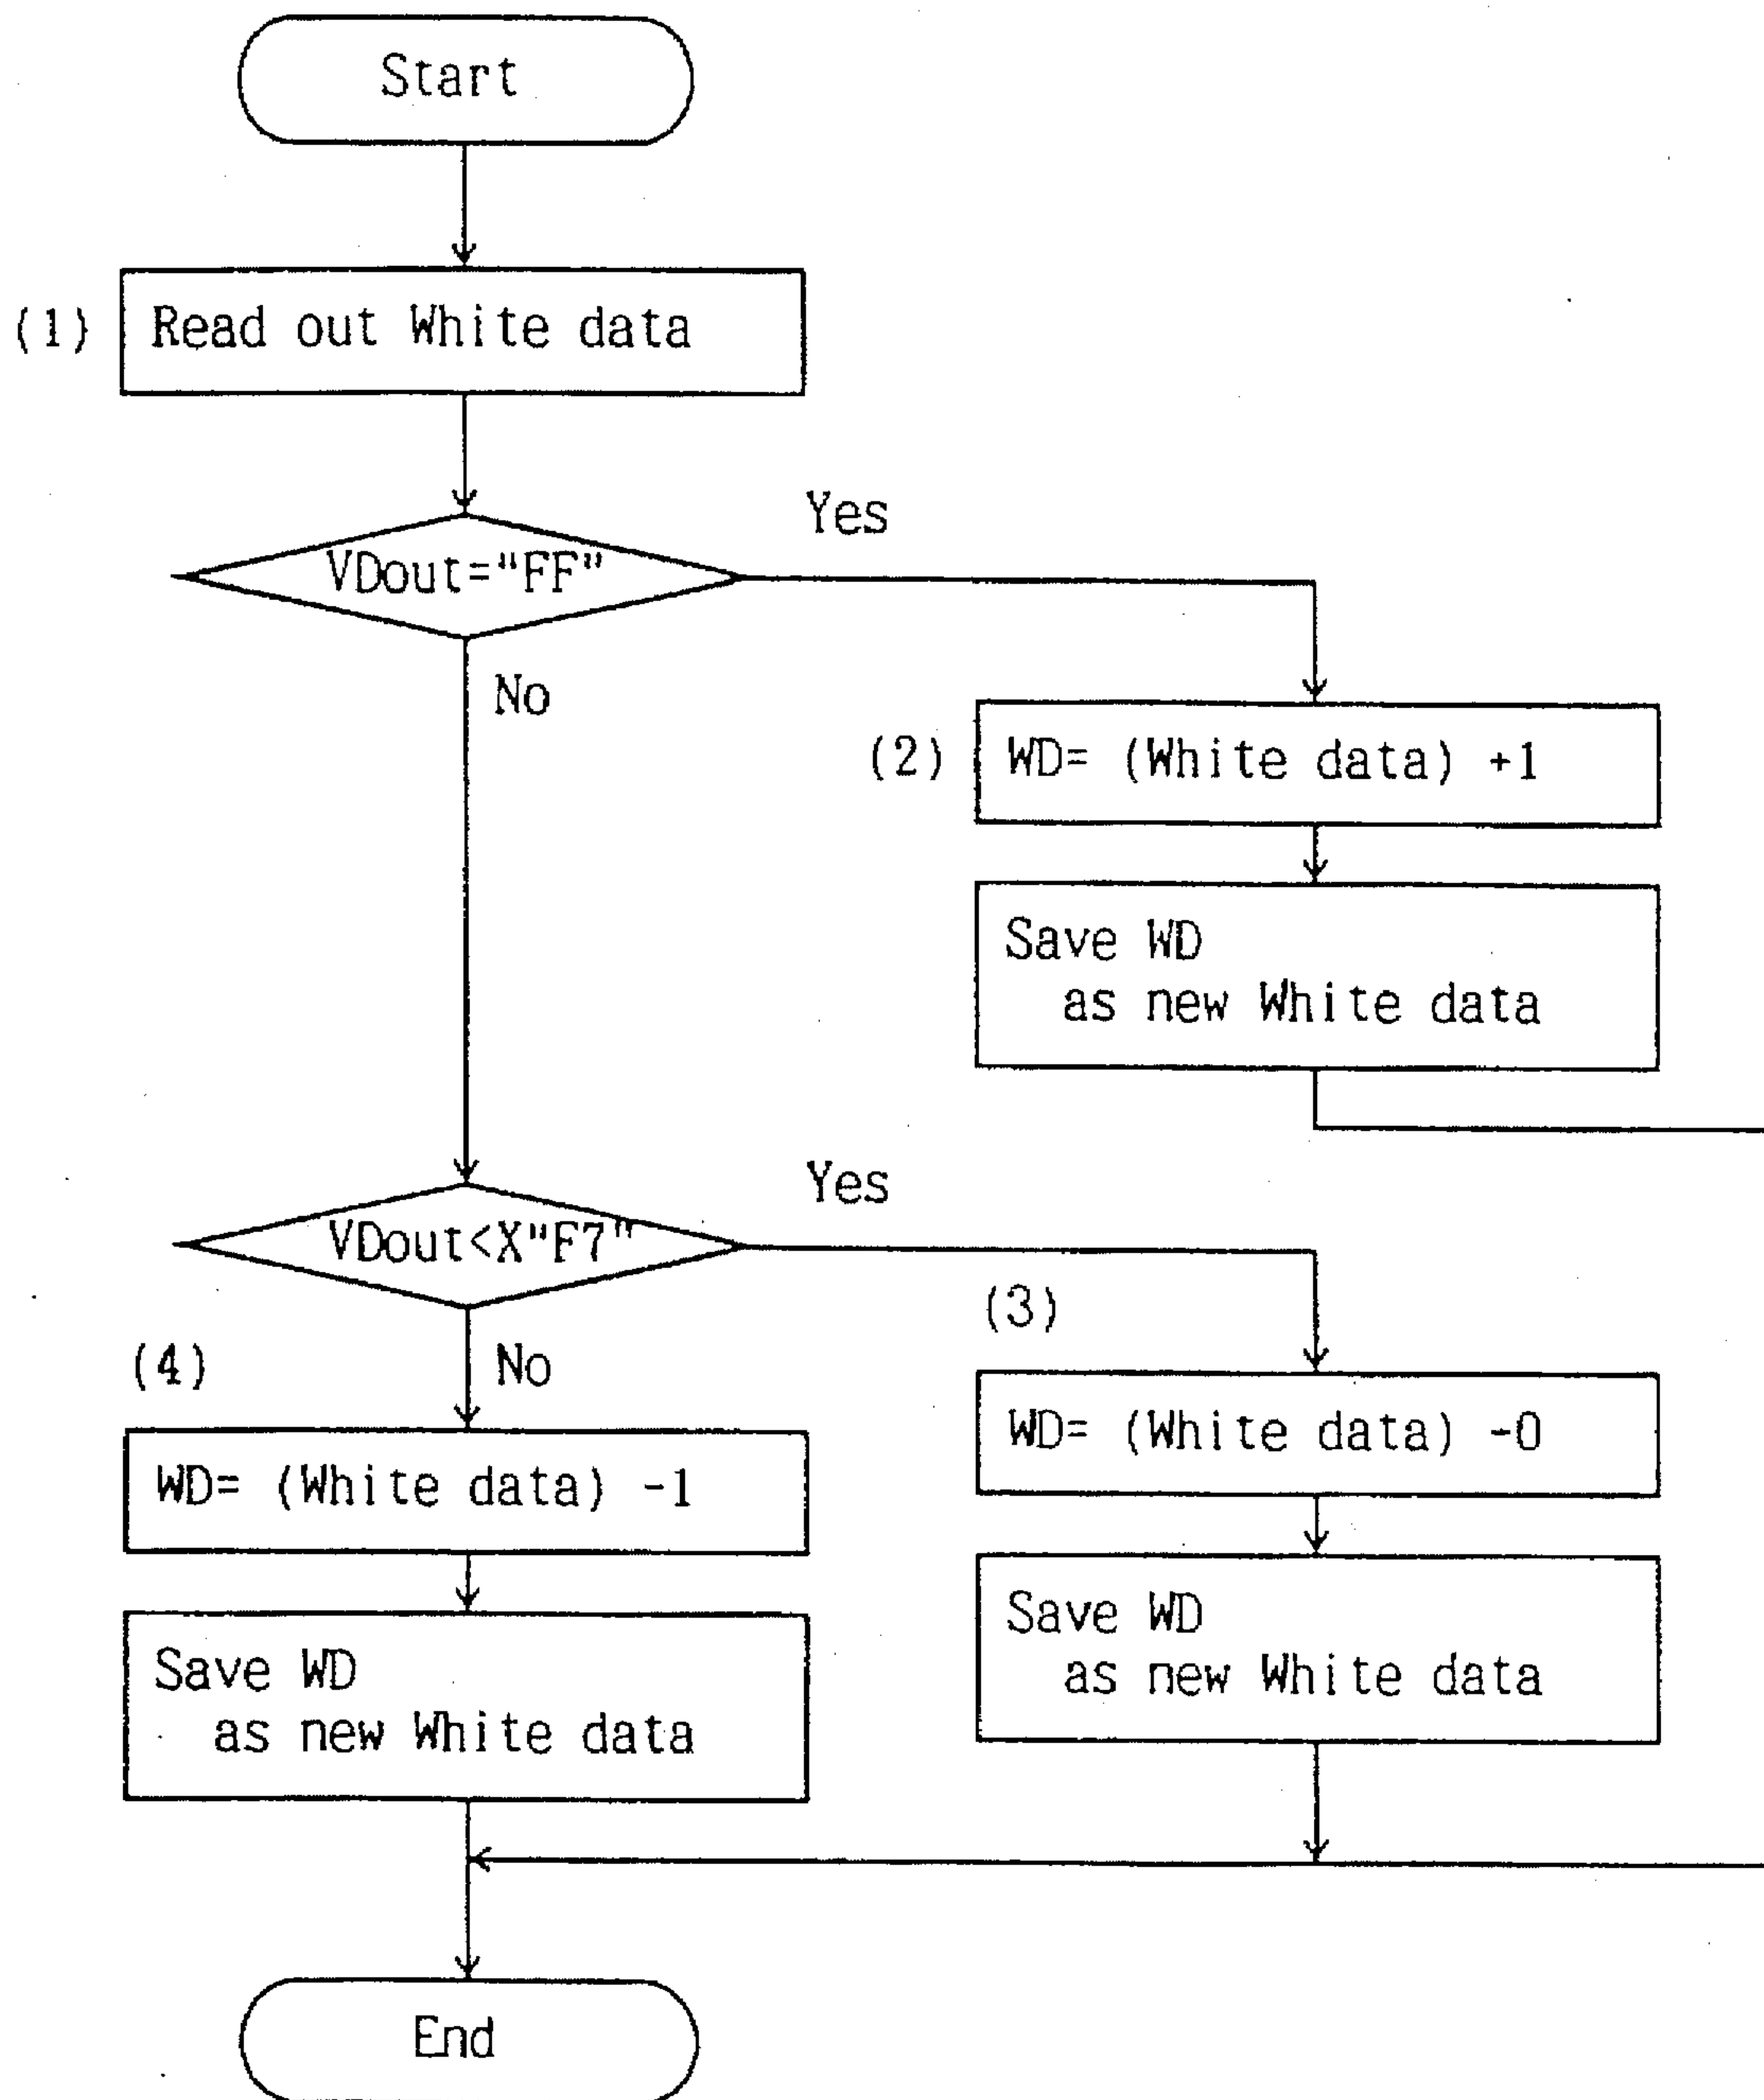 Start
(1)
Read out White data
VDout="FF"
Yes
No
(2)
WD= (White data) +1
Save WD
as new White data
VDout<X"F7"
Yes
(3)
(4)
No
WD= (White data) -0
WD= (White data) -1
Save WD
as new White data
Save WD
as new White data
End